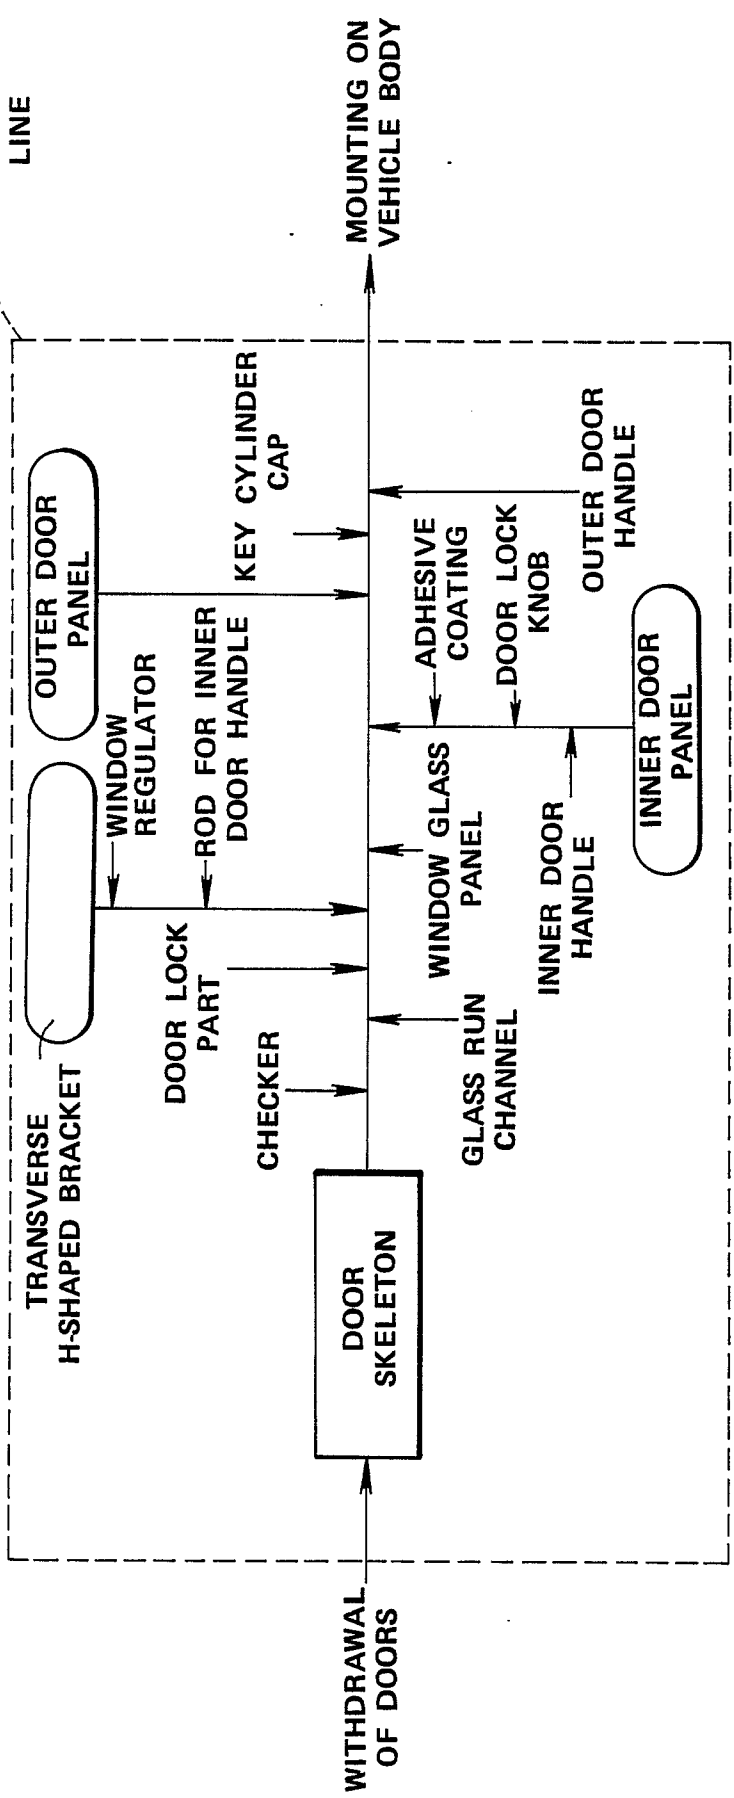 LINE
OUTER DOOR
PANEL
TRANSVERSE
H-SHAPED BRACKET
WINDOW
REGULATOR
ROD FOR INNER
DOOR HANDLE
DOOR LOCK
PART
CHECKER
KEY CYLINDER
CAP
WITHDRAWAL
OF DOORS
DOOR
SKELETON
MOUNTING ON
VEHICLE BODY
GLASS RUN
CHANNEL
WINDOW GLASS
PANEL
ADHESIVE
COATING
DOOR LOCK
KNOB
INNER DOOR
HANDLE
OUTER DOOR
HANDLE
INNER DOOR
PANEL